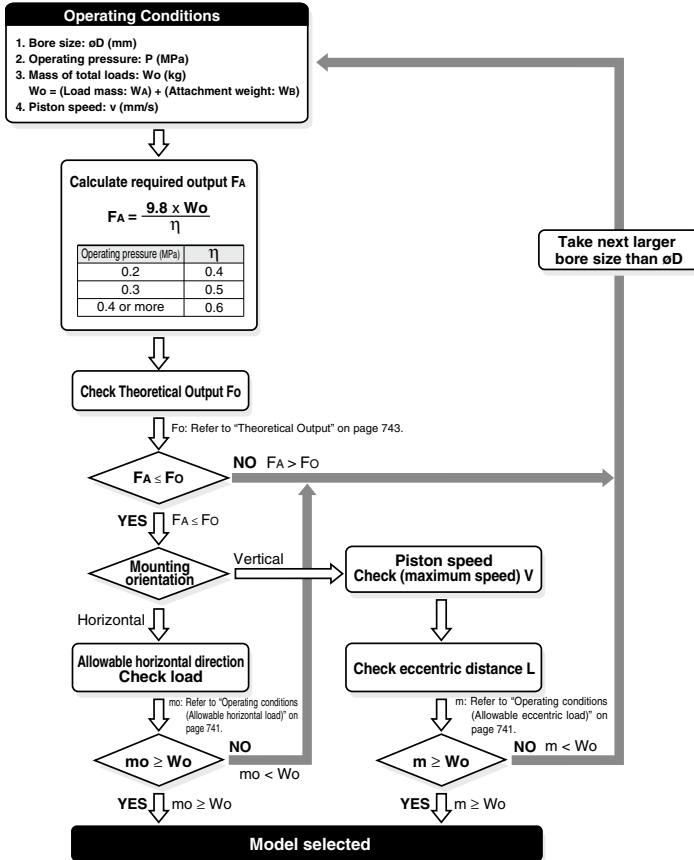 Operating Conditions
1. Bore size: øD (mm)
2. Operating pressure: P (MPa)
3. Mass of total loads: Wo (kg)
Wo = (Load mass: WA) + (Attachment weight: WB)
4. Piston speed: v (mm/s)
Calculate required output FA
FA = 9.8 x Wo / η
Operating pressure (MPa) η
0.2 0.4
0.3 0.5
0.4 or more 0.6
Take next larger
bore size than øD
Check Theoretical Output Fo
Fo: Refer to "Theoretical Output" on page 743.
FA ≤ FO
NO FA > FO
YES FA ≤ FO
Mounting
orientation
Vertical
Piston speed
Check (maximum speed) V
Horizontal
Allowable horizontal direction
Check load
Check eccentric distance L
mo: Refer to "Operating conditions
(Allowable horizontal load)" on
page 741.
m: Refer to "Operating conditions
(Allowable eccentric load)" on
page 741.
mo ≥ Wo
NO
mo < Wo
m ≥ Wo
NO m < Wo
YES mo ≥ Wo
YES m ≥ Wo
Model selected